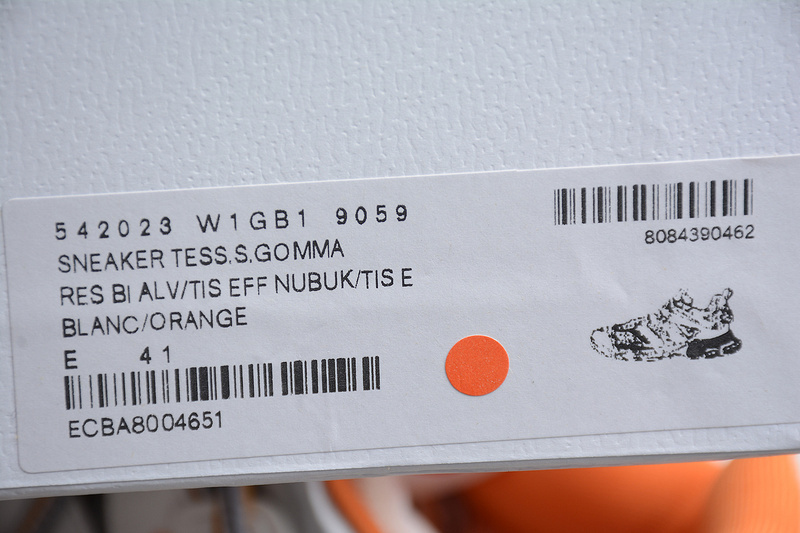 542023 W1GB1 9059
SNEAKER TESS.S.GOMMA
RES BI ALV/TIS EFF NUBUK/TIS E
BLANC/ORANGE
E 41
ECBA8004651
8084390462